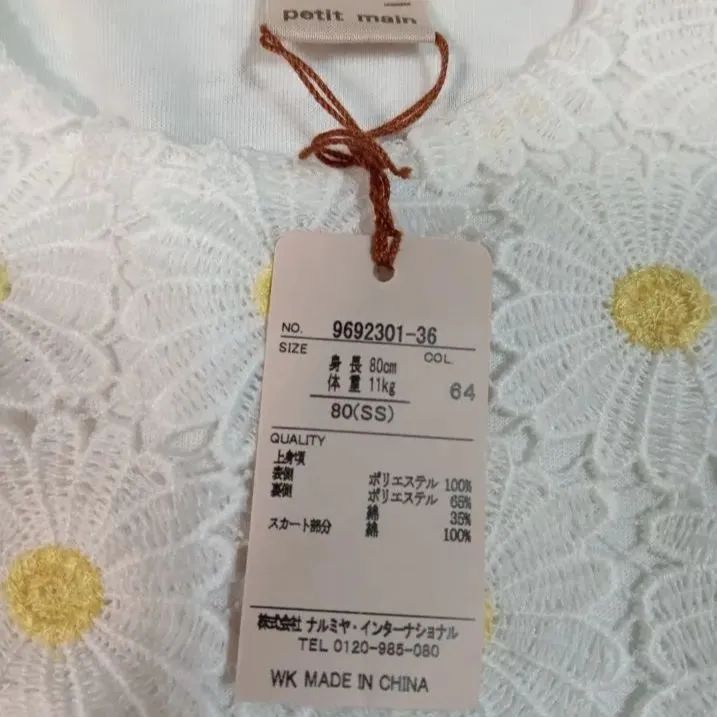 petit main
NO. 9692301-36
SIZE
COL.
身 長 80cm
体 重 11kg
64
80(SS)
QUALITY
上身頃
表側 ポリエステル 100%
裏側 ポリエステル 65%
綿 35%
スカート部分 綿 100%
株式会社 ナルミヤ・インターナショナル
TEL 0120-985-080
WK MADE IN CHINA